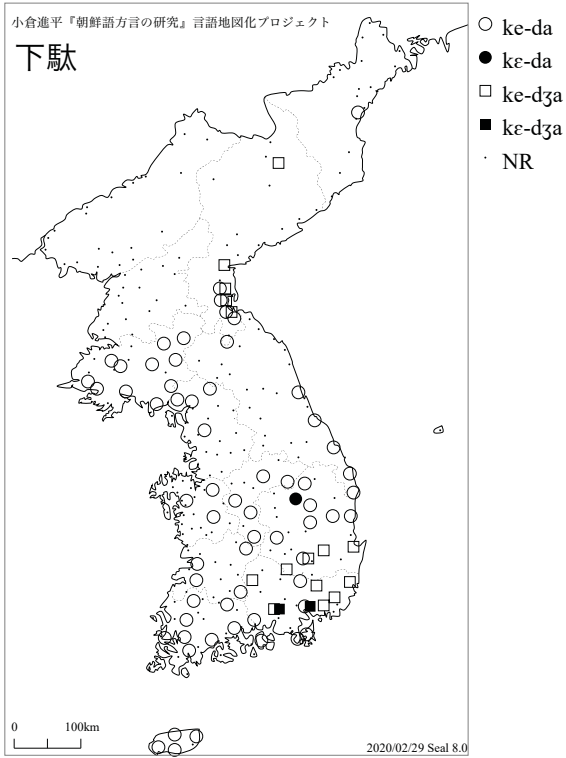 小倉進平『朝鮮語方言の研究』言語地図化プロジェクト
下駄
ke-da
kɛ-da
ke-dʒa
kɛ-dʒa
NR
0 100km
2020/02/29 Seal 8.0